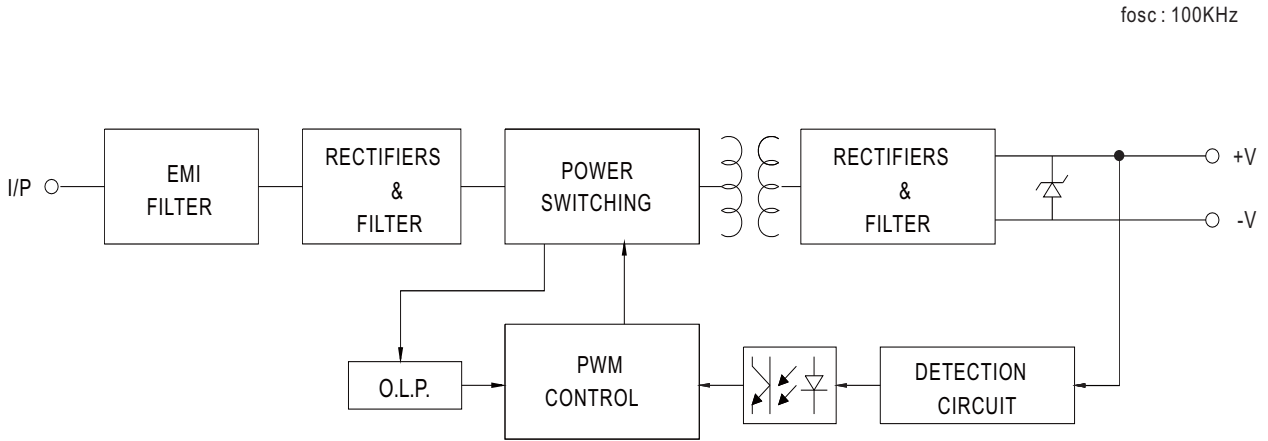 fosc : 100KHz
I/P
EMI
FILTER
RECTIFIERS
&
FILTER
POWER
SWITCHING
RECTIFIERS
&
FILTER
+V
-V
O.L.P.
PWM
CONTROL
DETECTION
CIRCUIT